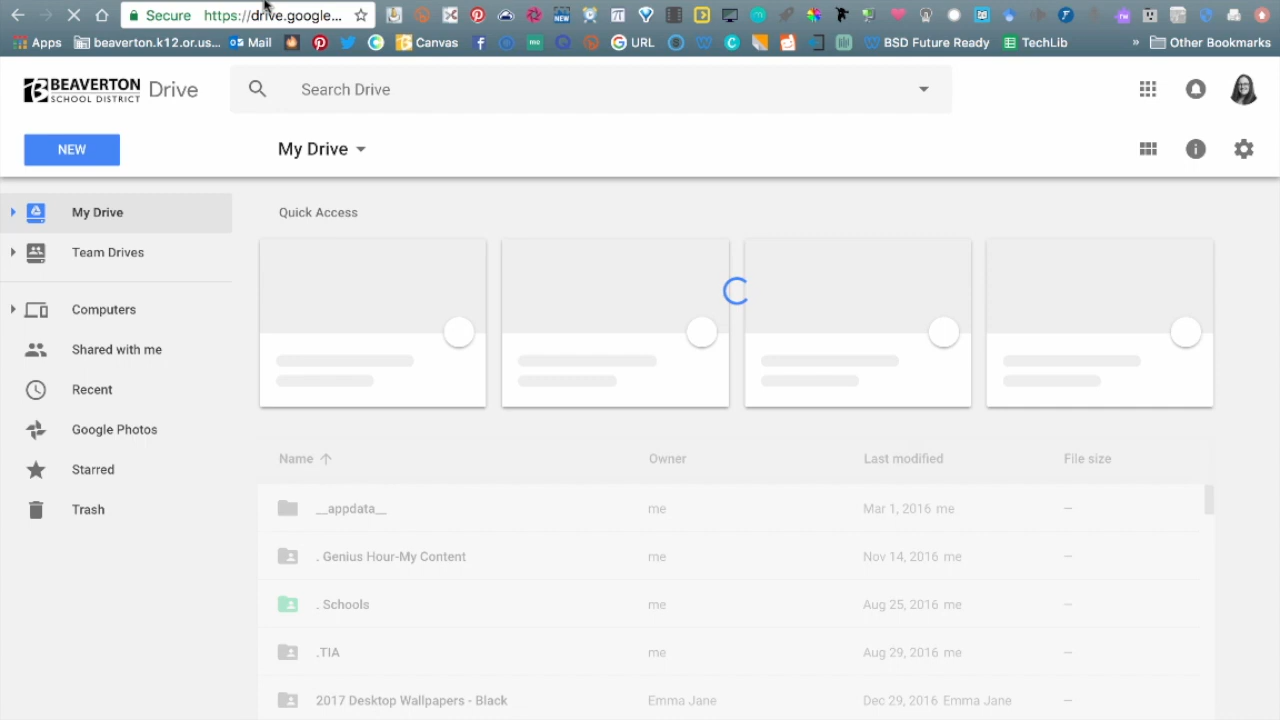 Secure https://drive.google...
Apps beaverton.k12.or.us... Mail Canvas URL BSD Future Ready TechLib » Other Bookmarks
BEAVERTON SCHOOL DISTRICT Drive Search Drive
NEW My Drive
My Drive
Team Drives
Computers
Shared with me
Recent
Google Photos
Starred
Trash
Quick Access
Name Owner Last modified File size
__appdata__ me Mar 1, 2016 me –
. Genius Hour-My Content me Nov 14, 2016 me –
. Schools me Aug 25, 2016 me –
.TIA me Aug 29, 2016 me –
2017 Desktop Wallpapers - Black Emma Jane Dec 29, 2016 Emma Jane –